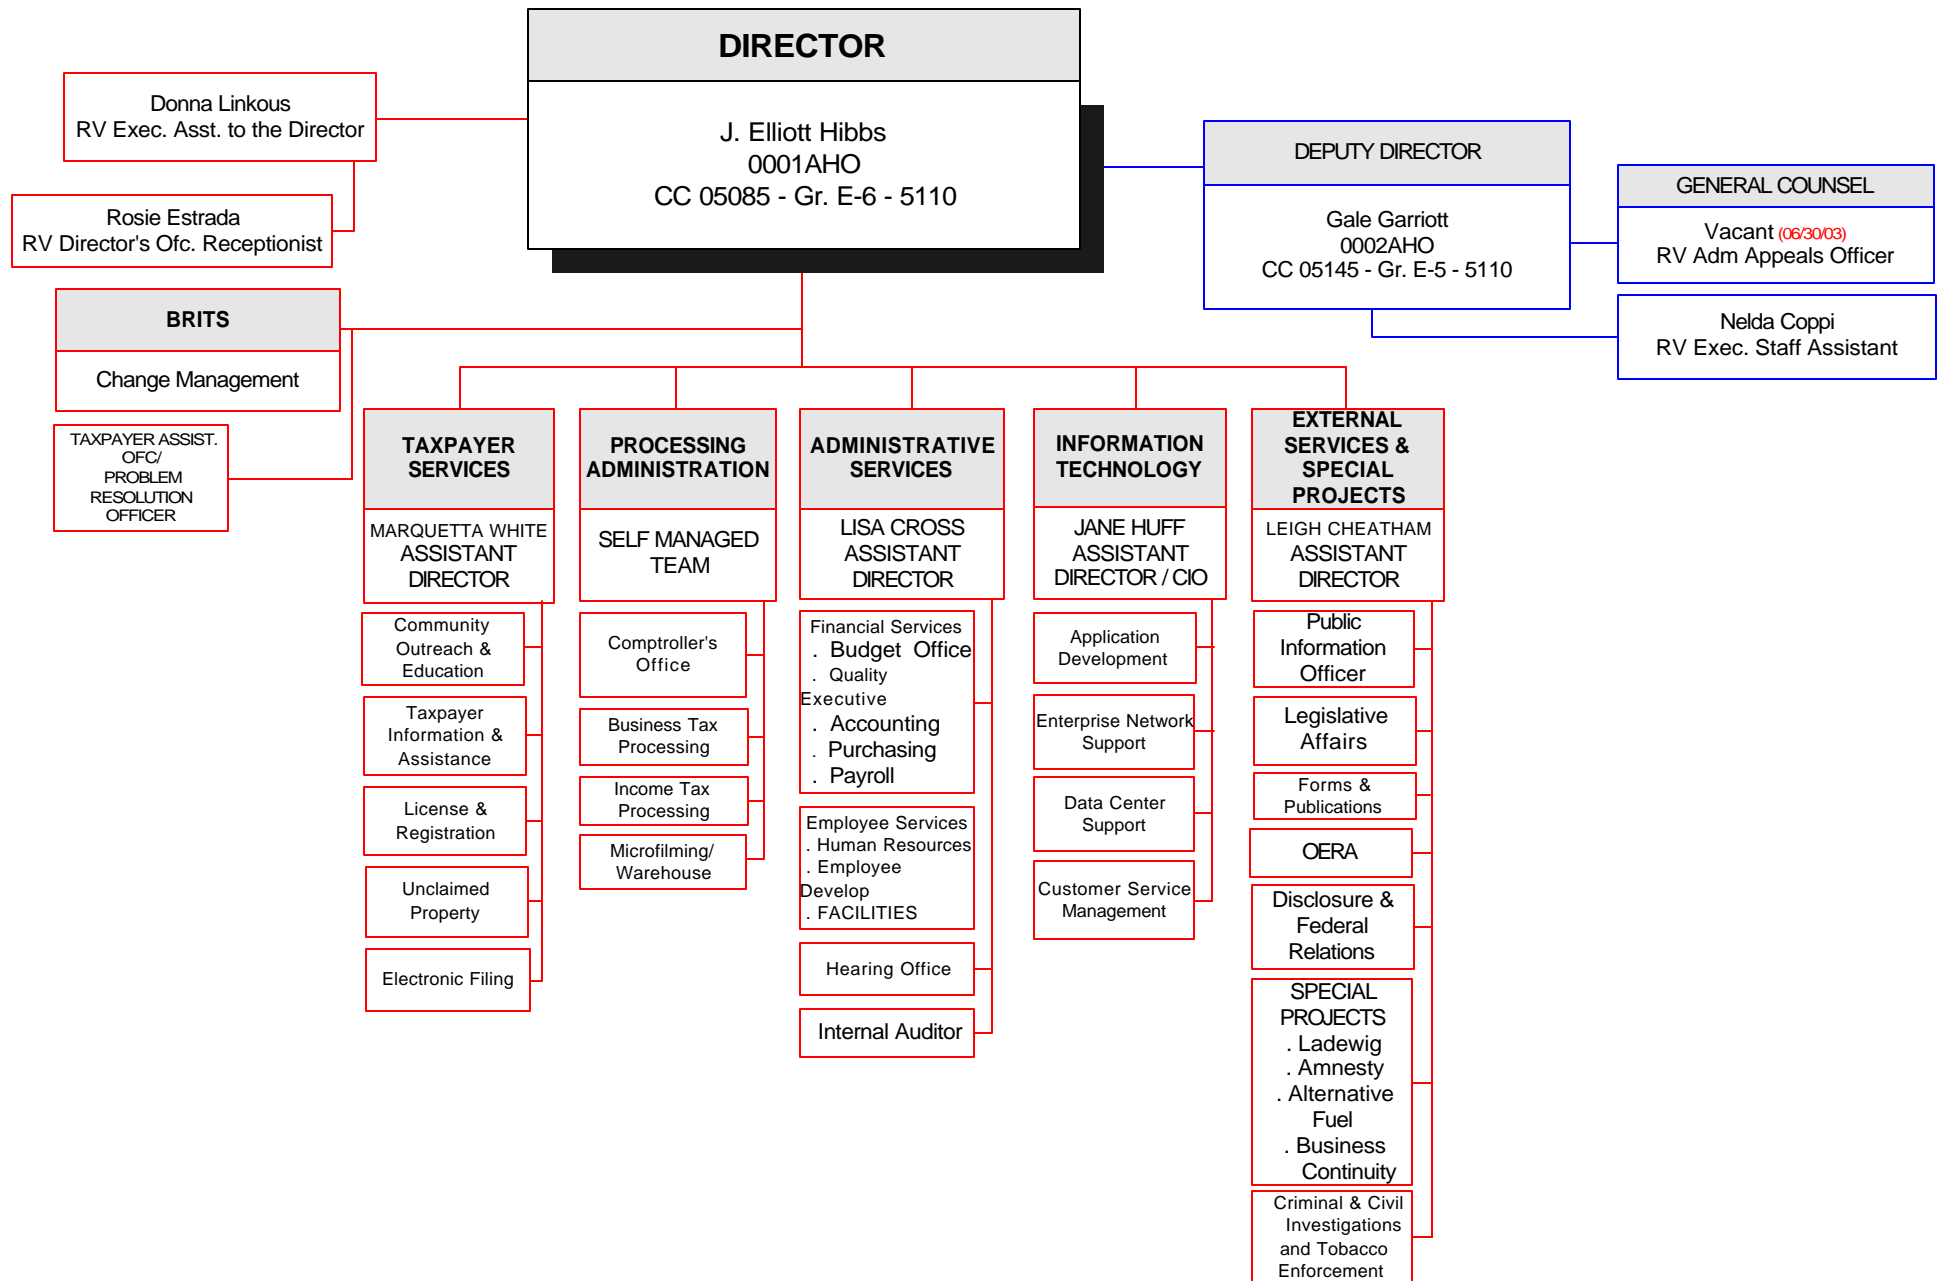 DIRECTOR
J. Elliott Hibbs
0001AHO
CC 05085 - Gr. E-6 - 5110
Donna Linkous
RV Exec. Asst. to the Director
Rosie Estrada
RV Director's Ofc. Receptionist
DEPUTY DIRECTOR
Gale Garriott
0002AHO
CC 05145 - Gr. E-5 - 5110
GENERAL COUNSEL
Vacant (06/30/03)
RV Adm Appeals Officer
Nelda Coppi
RV Exec. Staff Assistant
BRITS
Change Management
TAXPAYER ASSIST.
OFC/
PROBLEM
RESOLUTION
OFFICER
TAXPAYER
SERVICES
MARQUETTA WHITE
ASSISTANT
DIRECTOR
Community
Outreach &
Education
Taxpayer
Information &
Assistance
License &
Registration
Unclaimed
Property
Electronic Filing
PROCESSING
ADMINISTRATION
SELF MANAGED
TEAM
Comptroller's
Office
Business Tax
Processing
Income Tax
Processing
Microfilming/
Warehouse
ADMINISTRATIVE
SERVICES
LISA CROSS
ASSISTANT
DIRECTOR
Financial Services
. Budget Office
. Quality
Executive
. Accounting
. Purchasing
. Payroll
Employee Services
. Human Resources
. Employee
Develop
. FACILITIES
Hearing Office
Internal Auditor
INFORMATION
TECHNOLOGY
JANE HUFF
ASSISTANT
DIRECTOR / CIO
Application
Development
Enterprise Network
Support
Data Center
Support
Customer Service
Management
EXTERNAL
SERVICES &
SPECIAL
PROJECTS
LEIGH CHEATHAM
ASSISTANT
DIRECTOR
Public
Information
Officer
Legislative
Affairs
Forms &
Publications
OERA
Disclosure &
Federal
Relations
SPECIAL
PROJECTS
. Ladewig
. Amnesty
. Alternative
Fuel
. Business
Continuity
Criminal & Civil
Investigations
and Tobacco
Enforcement